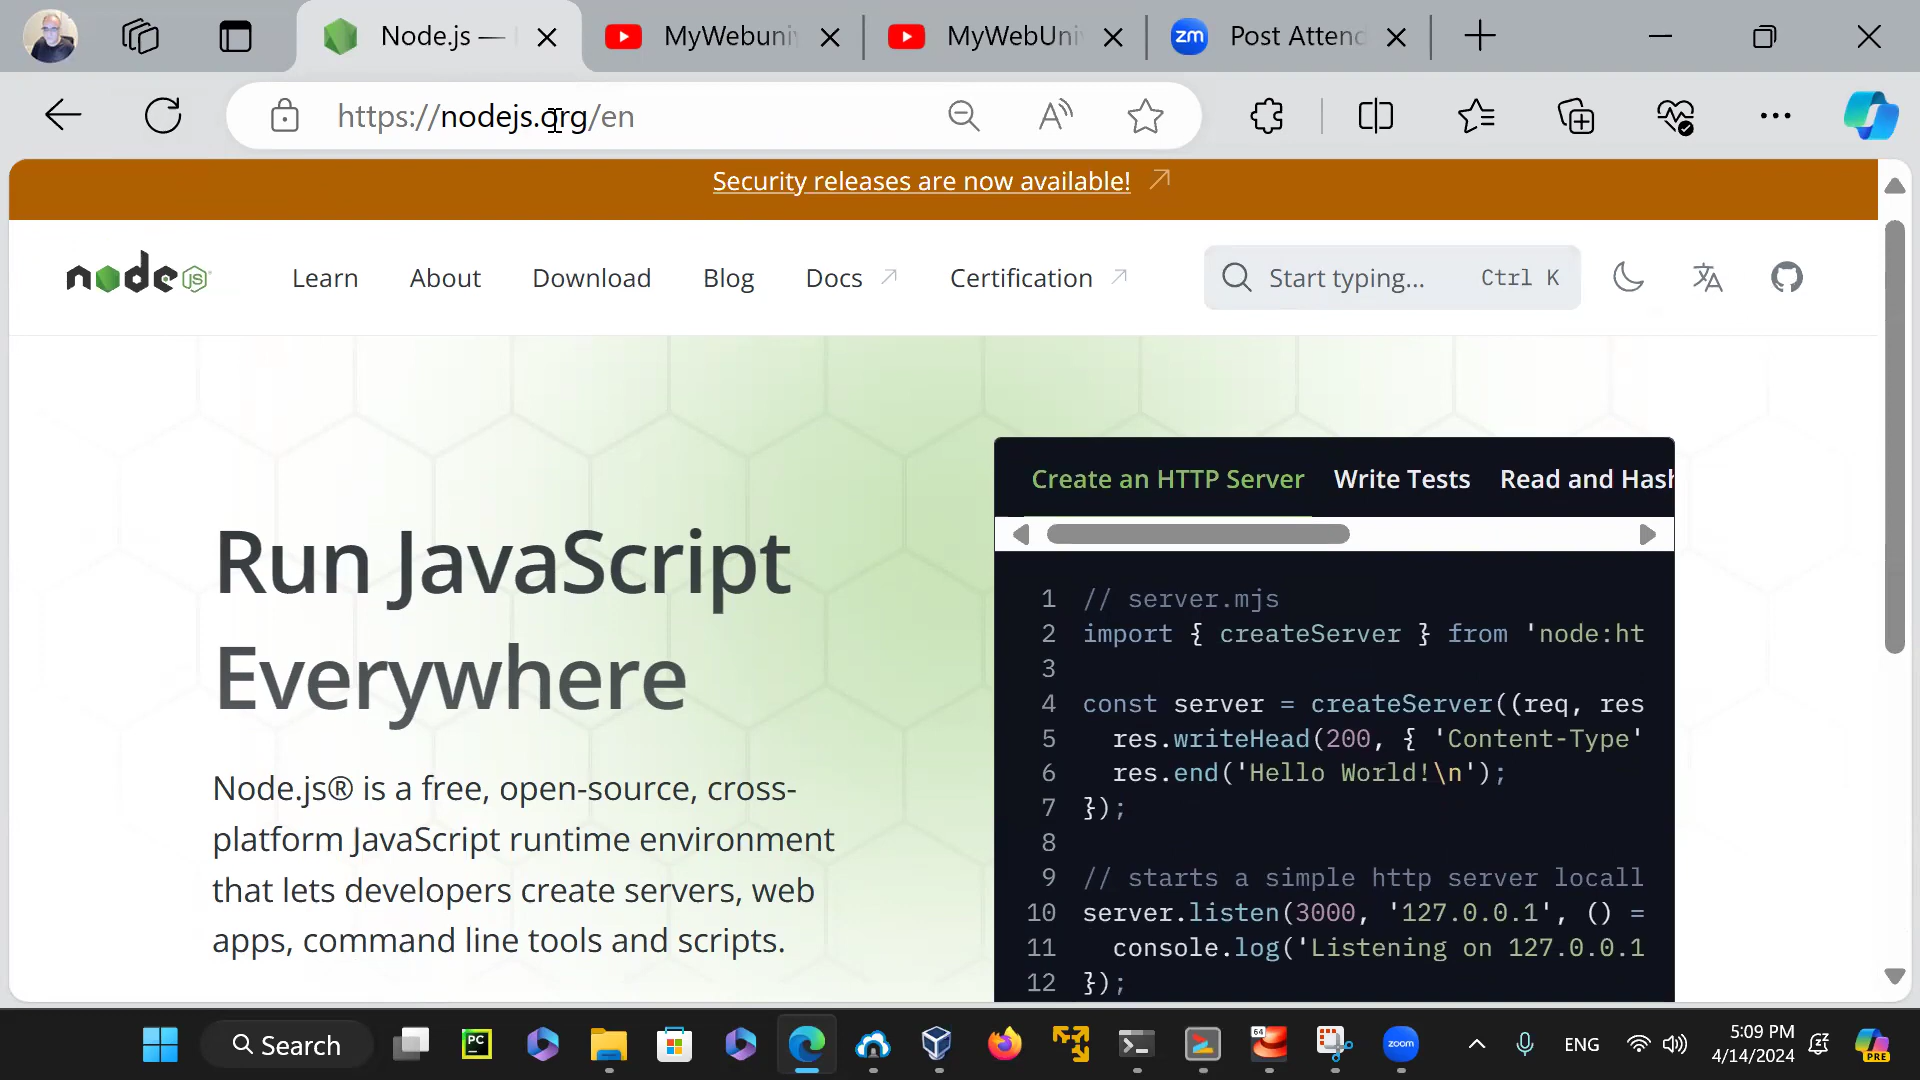 Node.js —
MyWebuni
MyWebUni
zm
Post Attend
https://nodejs.org/en
Security releases are now available!
node JS
Learn
About
Download
Blog
Docs
Certification
Start typing...
Ctrl K
Create an HTTP Server
Write Tests
Read and Hash
Run JavaScript
Everywhere
Node.js® is a free, open-source, cross-
platform JavaScript runtime environment
that lets developers create servers, web
apps, command line tools and scripts.
1 // server.mjs
2 import { createServer } from 'node:ht
3
4 const server = createServer((req, res
5 res.writeHead(200, { 'Content-Type'
6 res.end('Hello World!\n');
7 });
8
9 // starts a simple http server locall
10 server.listen(3000, '127.0.0.1', () =
11 console.log('Listening on 127.0.0.1
12 });
Search
PC
64
zoom
ENG
5:09 PM
4/14/2024
PRE